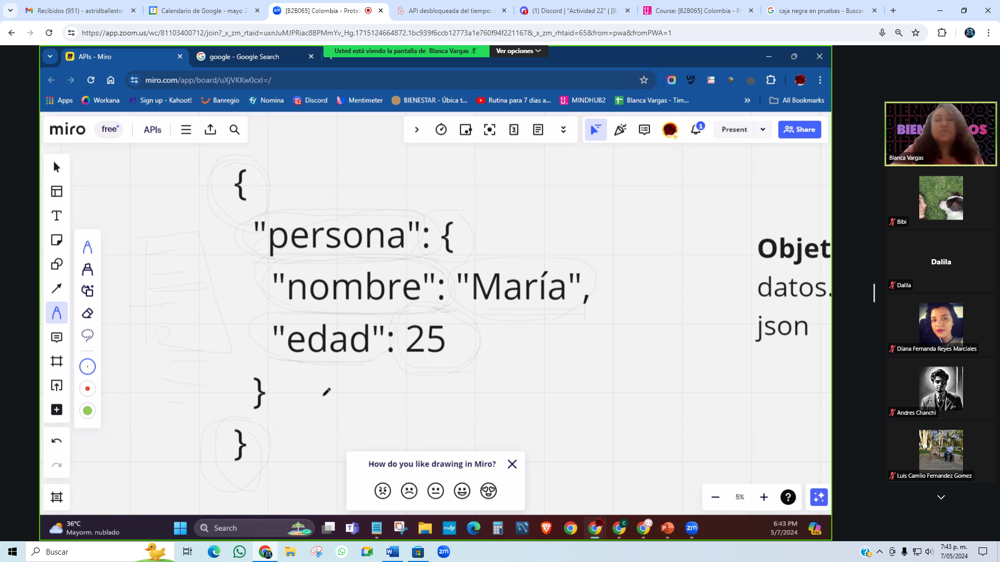 Recibidos (951) - astridballester
Calendario de Google - mayo 2
[B2B065] Colombia - Protale
API desbloqueada del tiempo: a
(1) Discord | "Actividad 22" | [B2
Course: [B2B065] Colombia - Pr
caja negra en pruebas - Buscar
https://app.zoom.us/wc/81103400712/join?_x_zm_rtaid=uxnJuMJPRiac8BPMmYv_Hg.1715124664872.1bc939f6ccb12773a1e760f94f221167&_x_zm_rhtaid=65&from=pwa&fromPWA=1
Usted está viendo la pantalla de Blanca Vargas
Ver opciones
APIs - Miro
google - Google Search
miro.com/app/board/uXjVKKw0cxI=/
Apps
Workana
Sign up - Kahoot!
Banregio
Nomina
62
Discord
Mentimeter
BIENESTAR - Úbica t...
Rutina para 7 dias a...
MINDHUB2
Blanca Vargas - Tim...
All Bookmarks
miro
free
APIs
3
1
Present
Share
{
"persona": {
"nombre": "María",
"edad": 25
}
}
Objet
datos.
json
How do you like drawing in Miro?
5%
36°C
Mayorm. nublado
Search
6:43 PM
5/7/2024
BIENVENIDOS
Blanca Vargas
Bibi
Dalila
Dalila
Diana Fernanda Reyes Marciales
Andres Chanchi
Luis Camilo Fernandez Gomez
Buscar
7:43 p. m.
7/05/2024